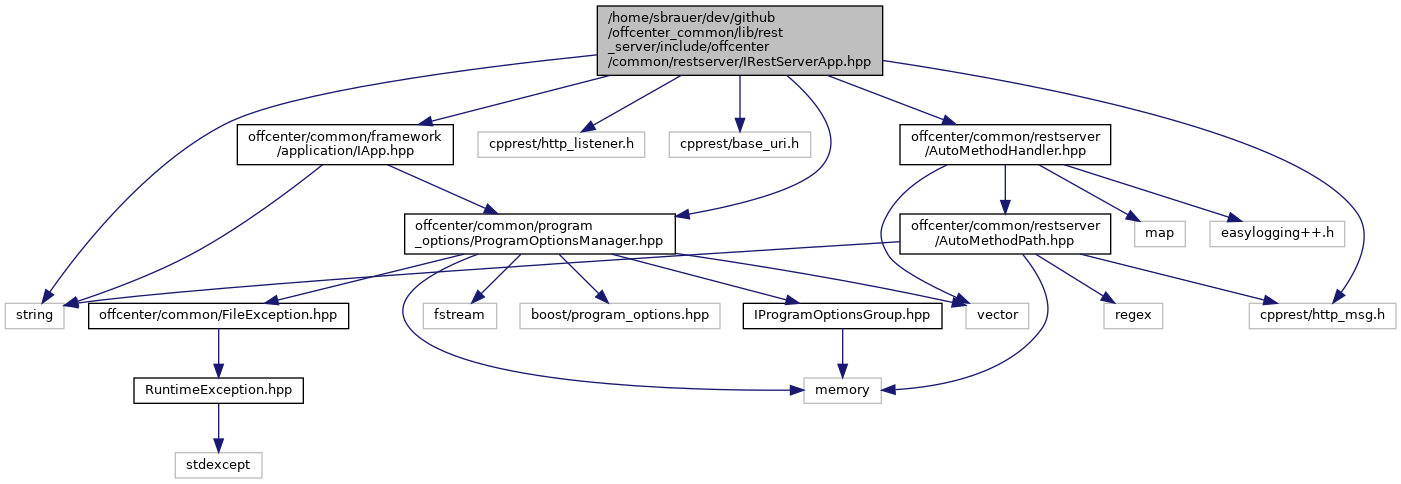 /home/sbrauer/dev/github
/offcenter_common/lib/rest
_server/include/offcenter
/common/restserver/IRestServerApp.hpp
offcenter/common/framework
/application/IApp.hpp
cpprest/http_listener.h
cpprest/base_uri.h
offcenter/common/restserver
/AutoMethodHandler.hpp
offcenter/common/program
_options/ProgramOptionsManager.hpp
offcenter/common/restserver
/AutoMethodPath.hpp
map
easylogging++.h
string
offcenter/common/FileException.hpp
fstream
boost/program_options.hpp
IProgramOptionsGroup.hpp
vector
regex
cpprest/http_msg.h
RuntimeException.hpp
memory
stdexcept